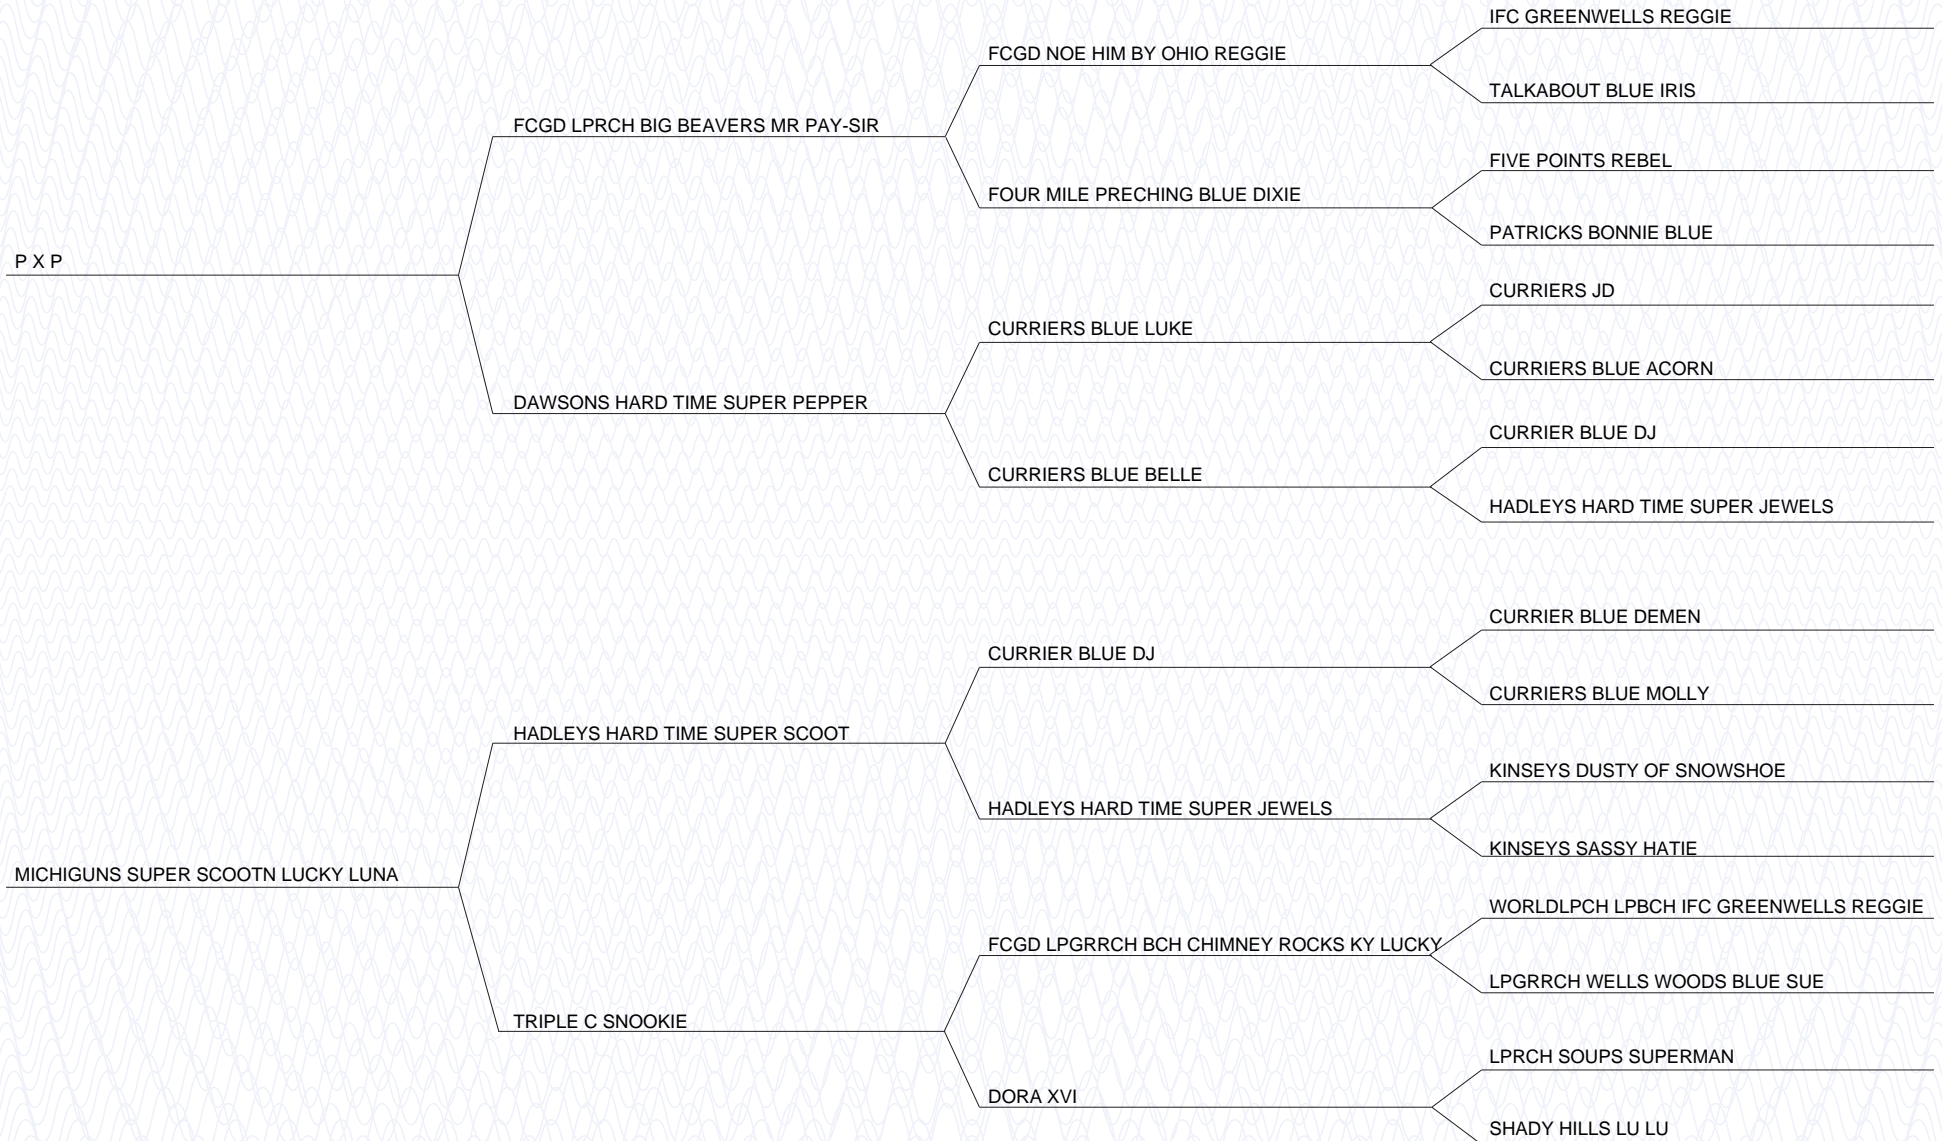 IFC GREENWELLS REGGIE
FCGD NOE HIM BY OHIO REGGIE
TALKABOUT BLUE IRIS
FCGD LPRCH BIG BEAVERS MR PAY-SIR
FIVE POINTS REBEL
FOUR MILE PRECHING BLUE DIXIE
PATRICKS BONNIE BLUE
P X P
CURRIERS JD
CURRIERS BLUE LUKE
CURRIERS BLUE ACORN
DAWSONS HARD TIME SUPER PEPPER
CURRIER BLUE DJ
CURRIERS BLUE BELLE
HADLEYS HARD TIME SUPER JEWELS
CURRIER BLUE DEMEN
CURRIER BLUE DJ
CURRIERS BLUE MOLLY
HADLEYS HARD TIME SUPER SCOOT
KINSEYS DUSTY OF SNOWSHOE
HADLEYS HARD TIME SUPER JEWELS
KINSEYS SASSY HATIE
MICHIGUNS SUPER SCOOTN LUCKY LUNA
WORLDLPCH LPBCH IFC GREENWELLS REGGIE
FCGD LPGRRCH BCH CHIMNEY ROCKS KY LUCKY
LPGRRCH WELLS WOODS BLUE SUE
TRIPLE C SNOOKIE
LPRCH SOUPS SUPERMAN
DORA XVI
SHADY HILLS LU LU